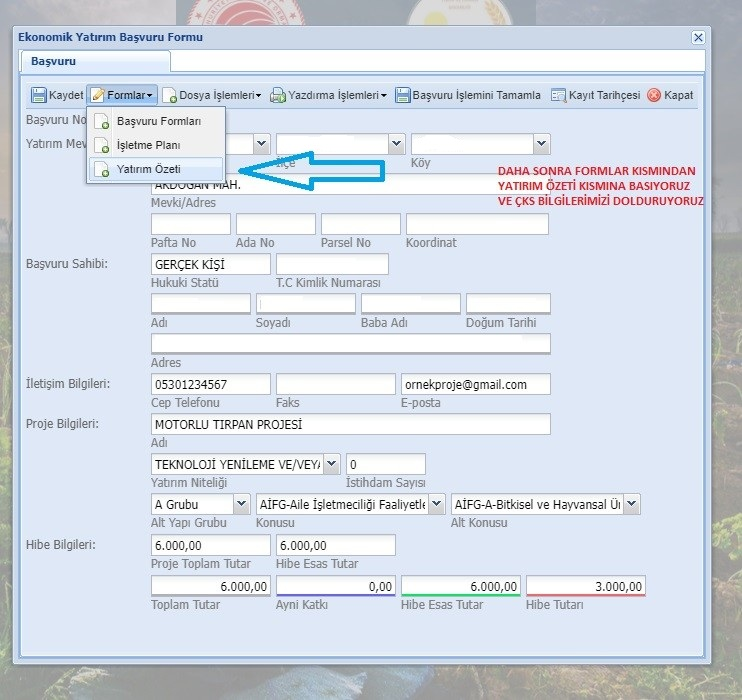 Ekonomik Yatırım Başvuru Formu
Başvuru
Kaydet Formlar Dosya İşlemleri Yazdırma İşlemleri Başvuru İşlemini Tamamla Kayıt Tarihçesi Kapat
Başvuru No
Başvuru Formları
Yatırım Mev
İşletme Planı
İlçe Köy
Yatırım Özeti
DAHA SONRA FORMLAR KISMINDAN
YATIRIM ÖZETİ KISMINA BASIYORUZ
VE ÇKS BİLGİLERİMİZİ DOLDURUYORUZ
AKDOĞAN MAH.
Mevki/Adres
Pafta No Ada No Parsel No Koordinat
Başvuru Sahibi: GERÇEK KİŞİ
Hukuki Statü T.C Kimlik Numarası
Adı Soyadı Baba Adı Doğum Tarihi
Adres
İletişim Bilgileri: 05301234567 ornekproje@gmail.com
Cep Telefonu Faks E-posta
Proje Bilgileri: MOTORLU TIRPAN PROJESİ
Adı
TEKNOLOJİ YENİLEME VE/VEYA 0
Yatırım Niteliği İstihdam Sayısı
A Grubu AİFG-Aile İşletmeciliği Faaliyetle AİFG-A-Bitkisel ve Hayvansal Ür
Alt Yapı Grubu Konusu Alt Konusu
Hibe Bilgileri: 6.000,00 6.000,00
Proje Toplam Tutar Hibe Esas Tutar
6.000,00 0,00 6.000,00 3.000,00
Toplam Tutar Ayni Katkı Hibe Esas Tutar Hibe Tutarı